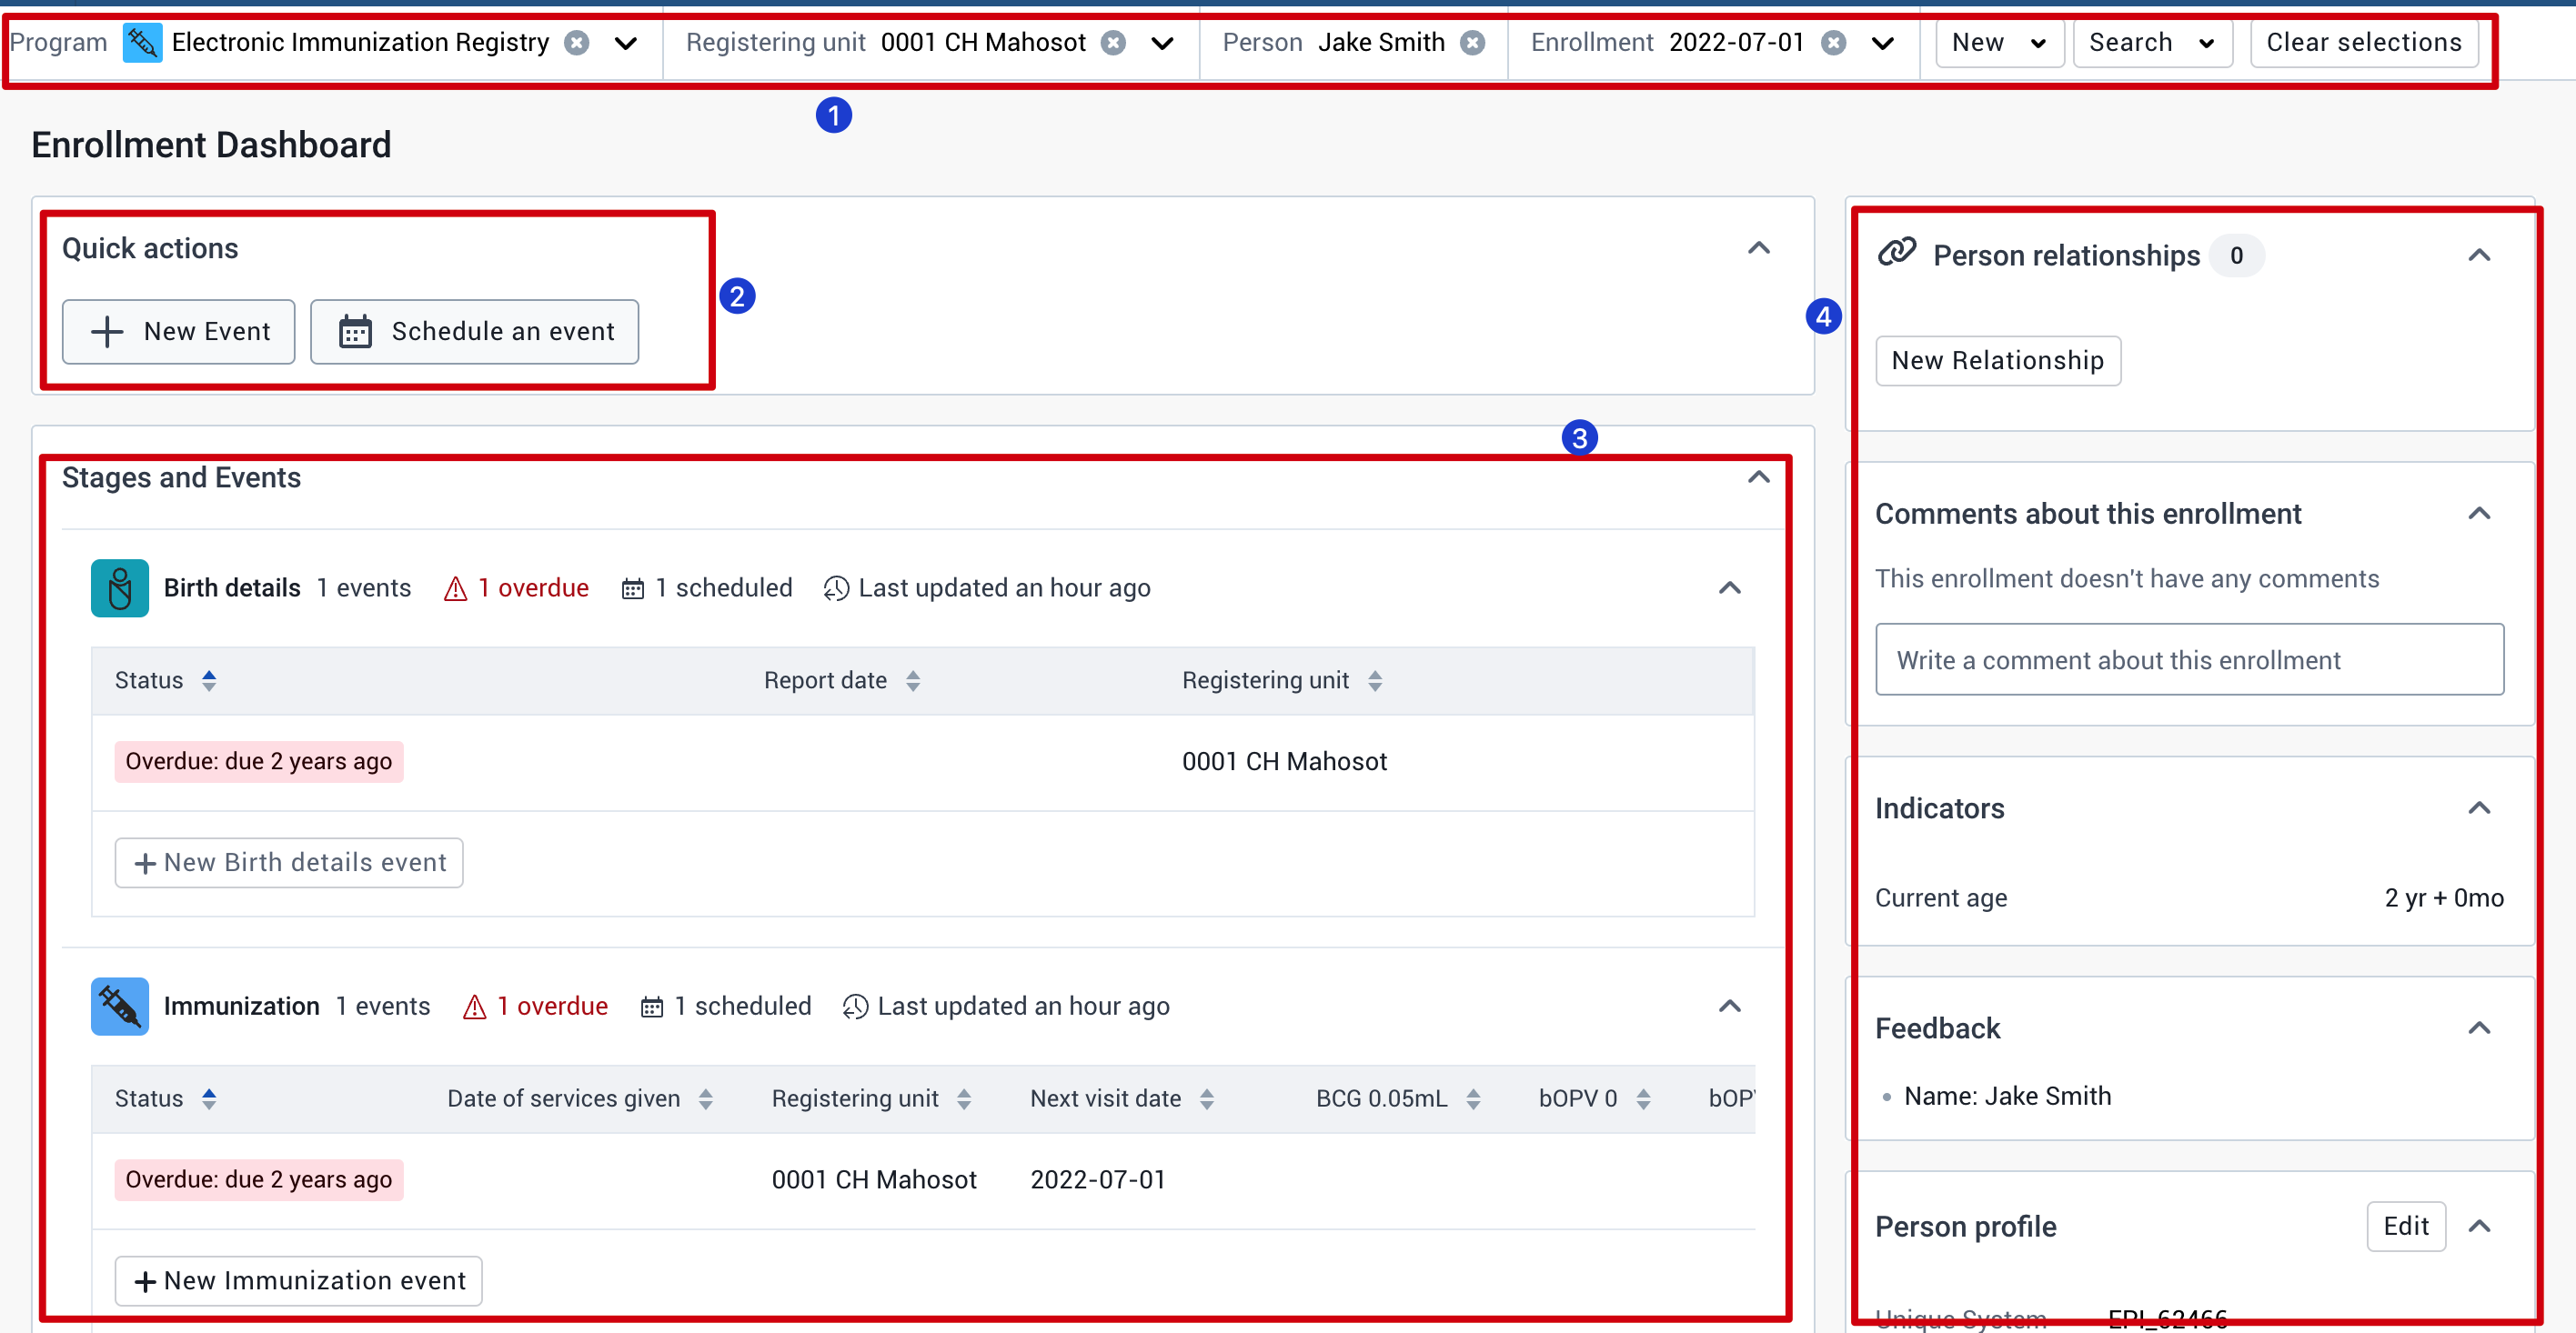 Program Electronic Immunization Registry Registering unit 0001 CH Mahosot Person Jake Smith Enrollment 2022-07-01 New Search Clear selections
1
Enrollment Dashboard
Quick actions
New Event Schedule an event
2
3
Stages and Events
Birth details 1 events 1 overdue 1 scheduled Last updated an hour ago
Status Report date Registering unit
Overdue: due 2 years ago 0001 CH Mahosot
New Birth details event
Immunization 1 events 1 overdue 1 scheduled Last updated an hour ago
Status Date of services given Registering unit Next visit date BCG 0.05mL bOPV 0 bOP
Overdue: due 2 years ago 0001 CH Mahosot 2022-07-01
New Immunization event
4
Person relationships 0
New Relationship
Comments about this enrollment
This enrollment doesn't have any comments
Write a comment about this enrollment
Indicators
Current age 2 yr + 0mo
Feedback
Name: Jake Smith
Person profile Edit
Unique System EPI_62466